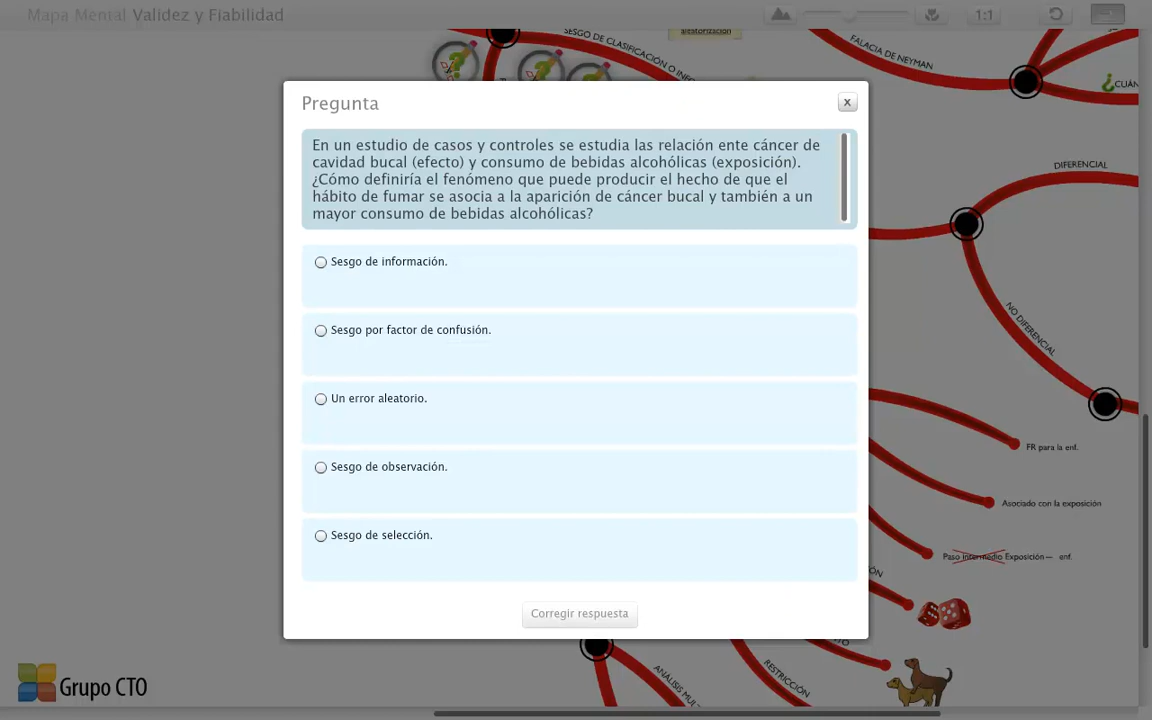 Mapa Mental Validez y Fiabilidad
1:1
aleatorización
SESGO DE CLASIFICACIÓN O INFO
FALACIA DE NEYMAN
¿CUÁN
Pregunta
x
En un estudio de casos y controles se estudia las relación ente cáncer de
cavidad bucal (efecto) y consumo de bebidas alcohólicas (exposición).
¿Cómo definiría el fenómeno que puede producir el hecho de que el
hábito de fumar se asocia a la aparición de cáncer bucal y también a un
mayor consumo de bebidas alcohólicas?
DIFERENCIAL
Sesgo de información.
Sesgo por factor de confusión.
NO DIFERENCIAL
Un error aleatorio.
FR para la enf.
Sesgo de observación.
Asociado con la exposición
Sesgo de selección.
Paso intermedio Exposición— enf.
Corregir respuesta
RESTRICCIÓN
ANALISIS MUL
Grupo CTO